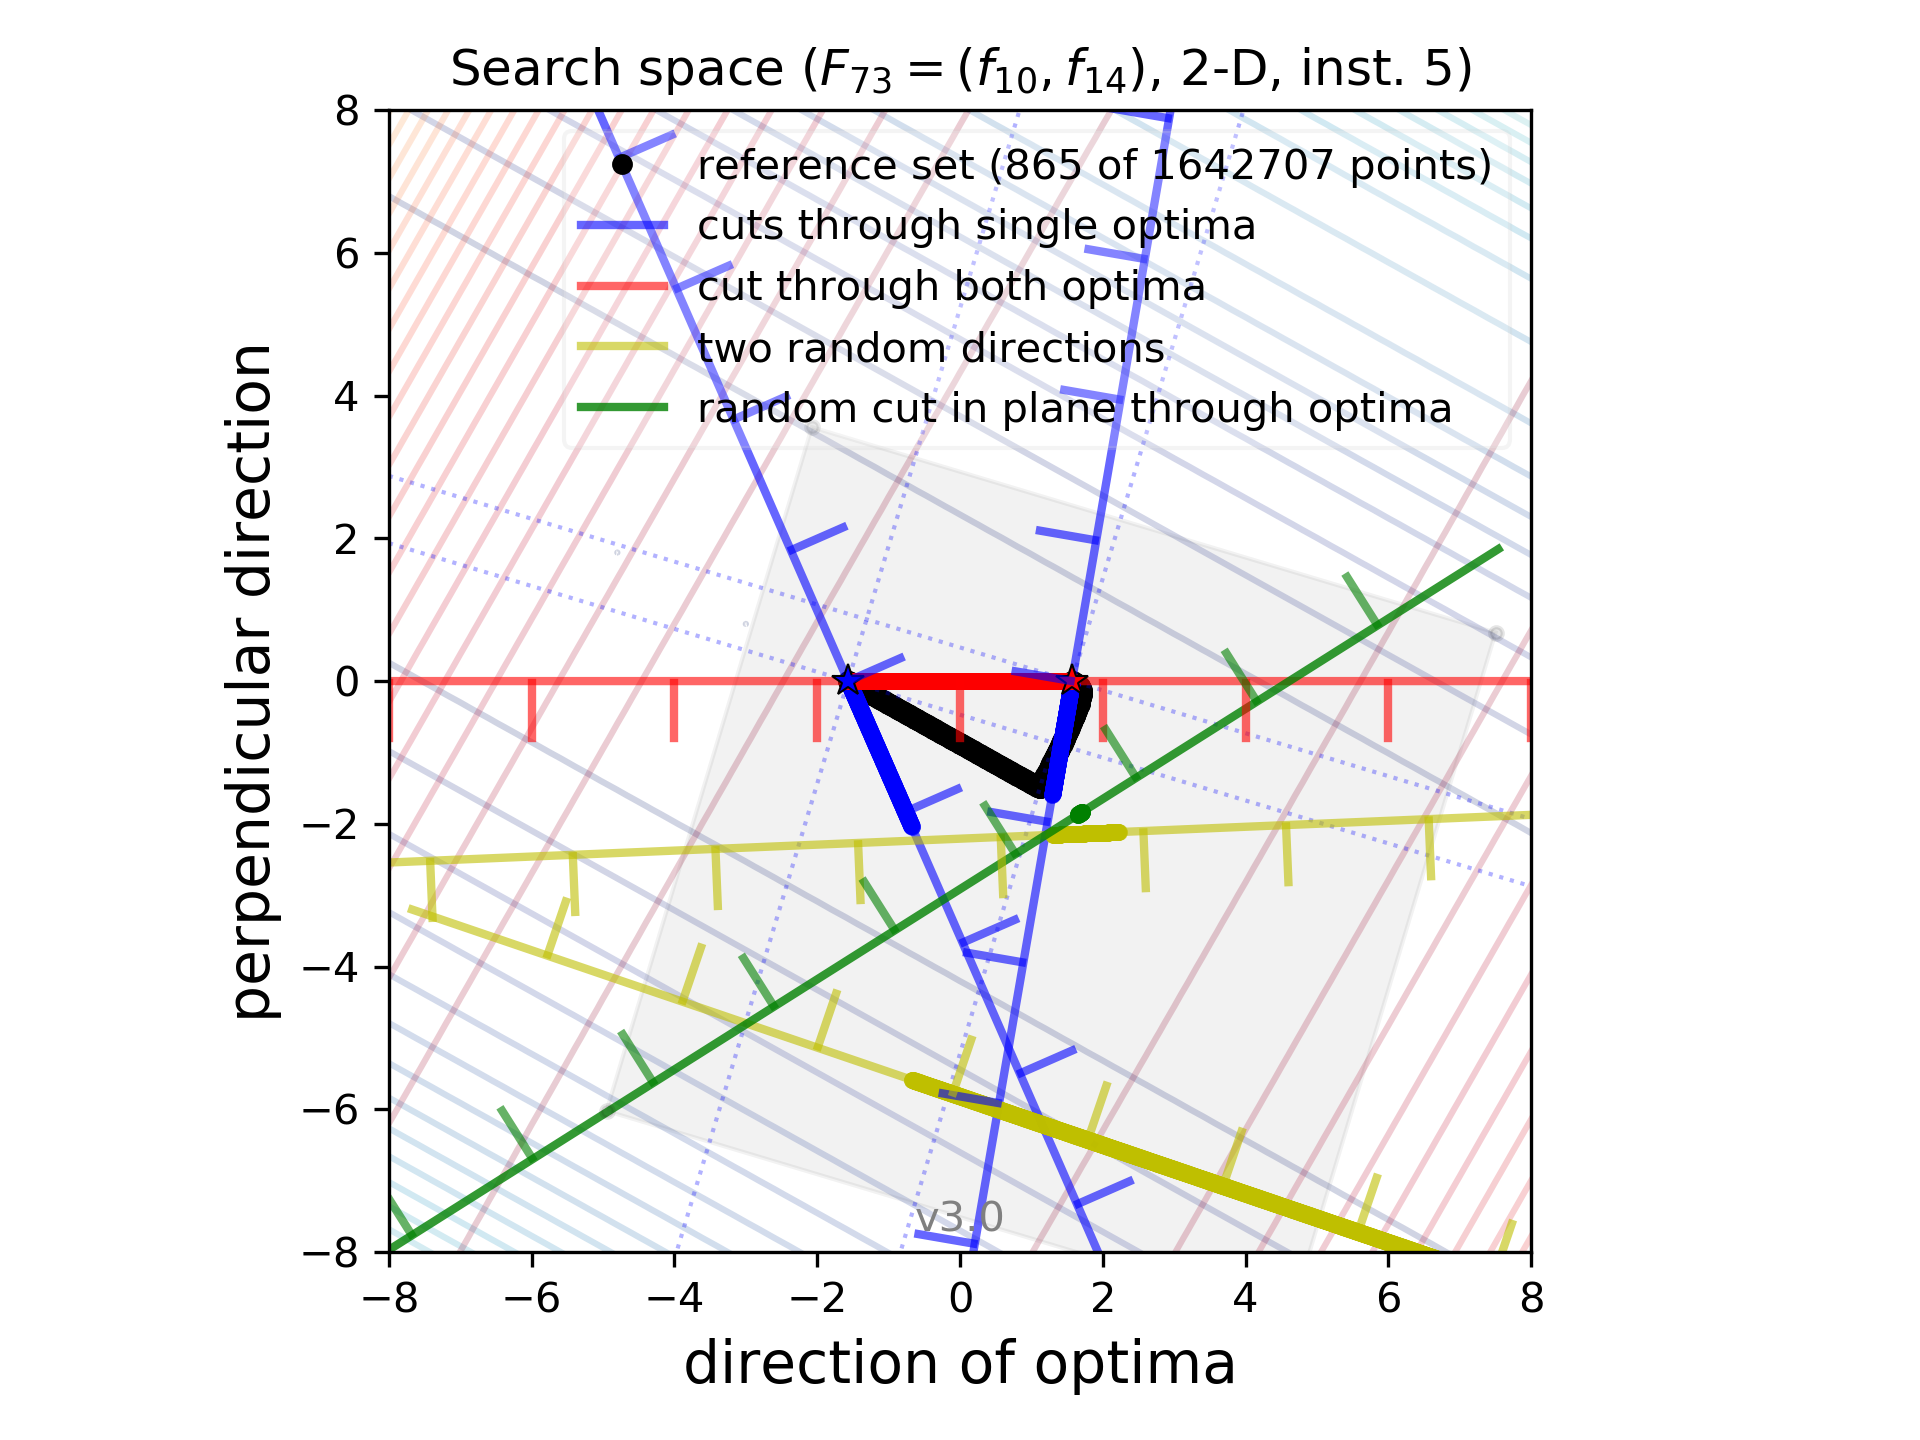 Search space (F73 = (f10, f14), 2-D, inst. 5)
reference set (865 of 1642707 points)
cuts through single optima
cut through both optima
two random directions
random cut in plane through optima
perpendicular direction
8
6
4
2
0
−2
−4
−6
−8
v3.0
−8 −6 −4 −2 0 2 4 6 8
direction of optima